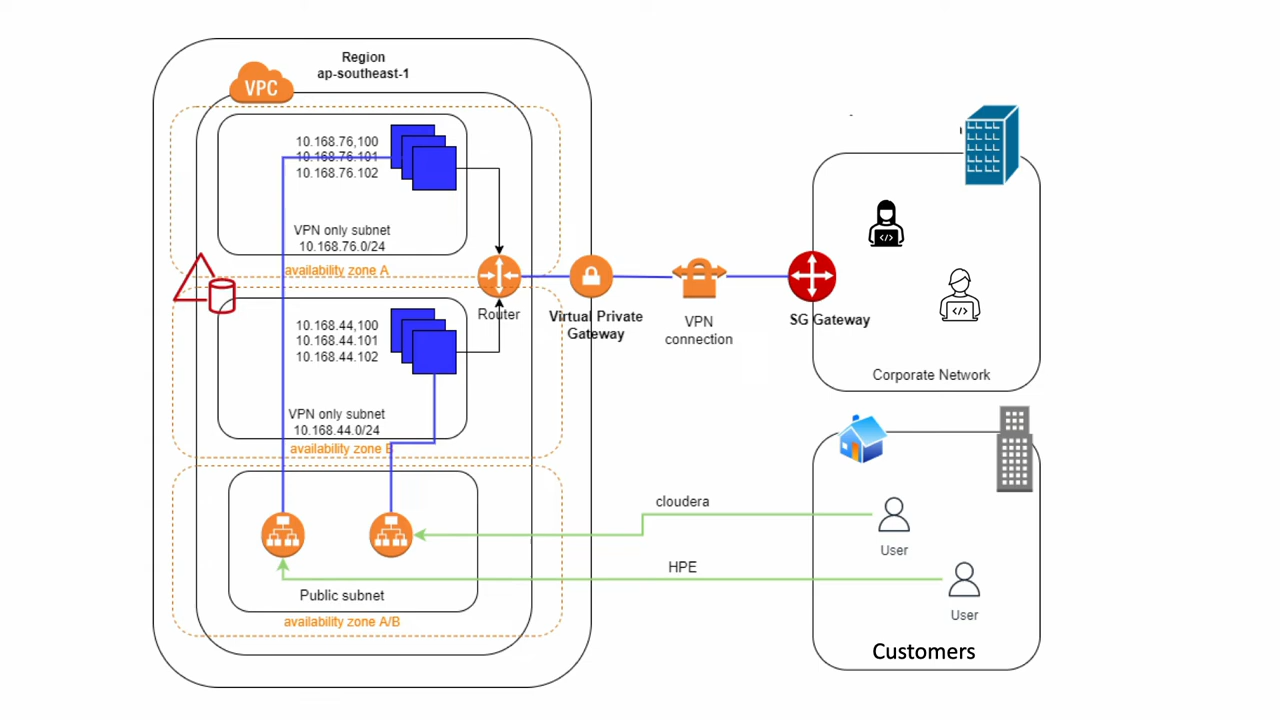 Region
ap-southeast-1
VPC
10.168.76,100
10.168.76.101
10.168.76.102
VPN only subnet
10.168.76.0/24
availability zone A
10.168.44,100
10.168.44.101
10.168.44.102
VPN only subnet
10.168.44.0/24
availability zone B
Router
Virtual Private
Gateway
VPN
connection
SG Gateway
Corporate Network
cloudera
User
HPE
User
Public subnet
availability zone A/B
Customers